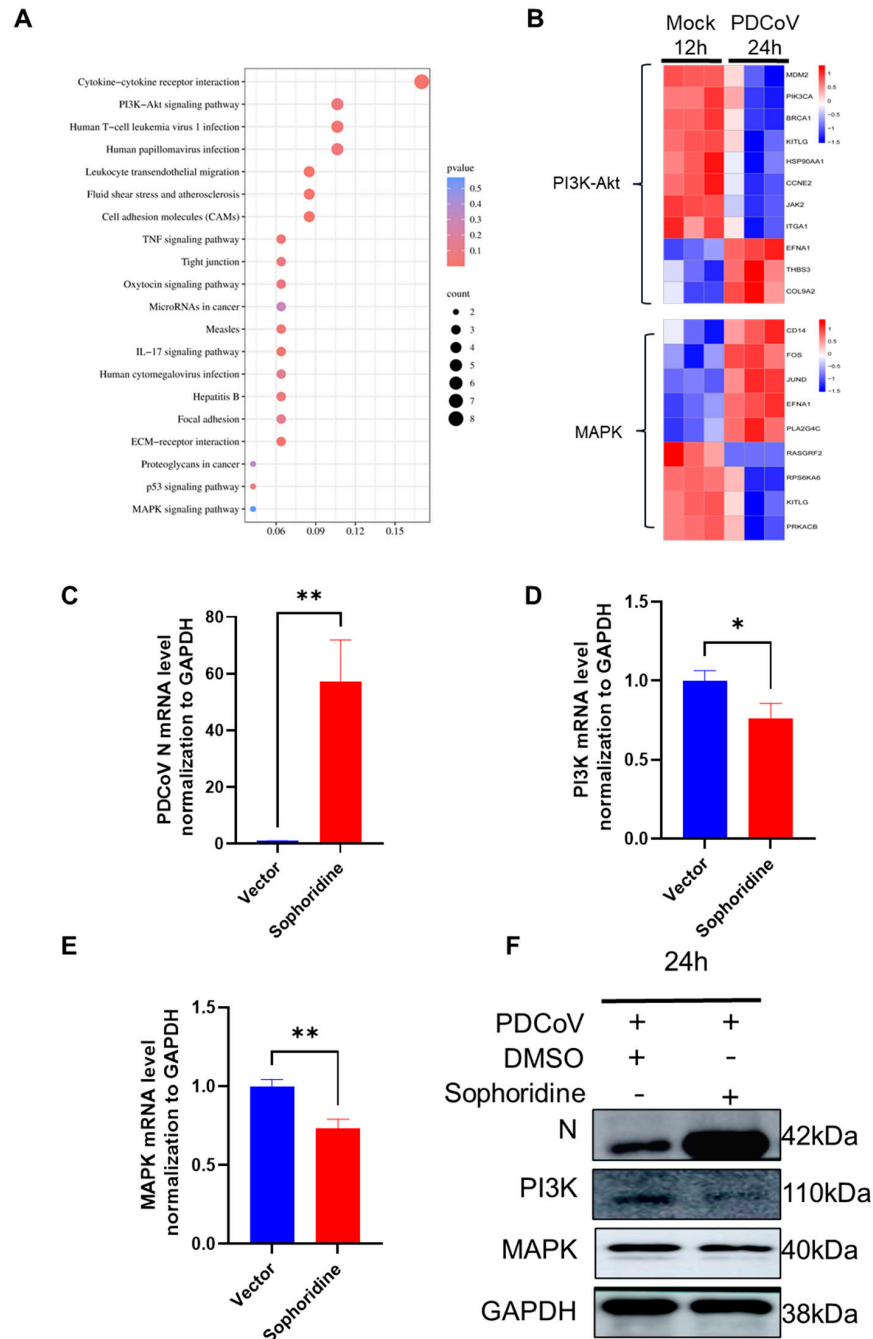 A
Cytokine−cytokine receptor interaction
PI3K−Akt signaling pathway
Human T−cell leukemia virus 1 infection
Human papillomavirus infection
Leukocyte transendothelial migration
Fluid shear stress and atherosclerosis
Cell adhesion molecules (CAMs)
TNF signaling pathway
Tight junction
Oxytocin signaling pathway
MicroRNAs in cancer
Measles
IL−17 signaling pathway
Human cytomegalovirus infection
Hepatitis B
Focal adhesion
ECM−receptor interaction
Proteoglycans in cancer
p53 signaling pathway
MAPK signaling pathway
0.06 0.09 0.12 0.15
pvalue
0.5
0.4
0.3
0.2
0.1
count
2
3
4
5
6
7
8
B
Mock PDCoV
12h 24h
PI3K-Akt
MDM2
PIK3CA
BRCA1
KITLG
HSP90AA1
CCNE2
JAK2
ITGA1
EFNA1
THBS3
COL9A2
1
0.5
0
−0.5
−1
−1.5
MAPK
CD14
FOS
JUND
EFNA1
PLA2G4C
RASGRF2
RPS6KA6
KITLG
PRKACB
1
0.5
0
−0.5
−1
−1.5
C
PDCoV N mRNA level
normalization to GAPDH
80
60
40
20
0
**
Vector
Sophoridine
D
PI3K mRNA level
normalization to GAPDH
1.5
1.0
0.5
0.0
*
Vector
Sophoridine
E
MAPK mRNA level
normalization to GAPDH
1.5
1.0
0.5
0.0
**
Vector
Sophoridine
F
24h
PDCoV + +
DMSO + -
Sophoridine - +
N 42kDa
PI3K 110kDa
MAPK 40kDa
GAPDH 38kDa